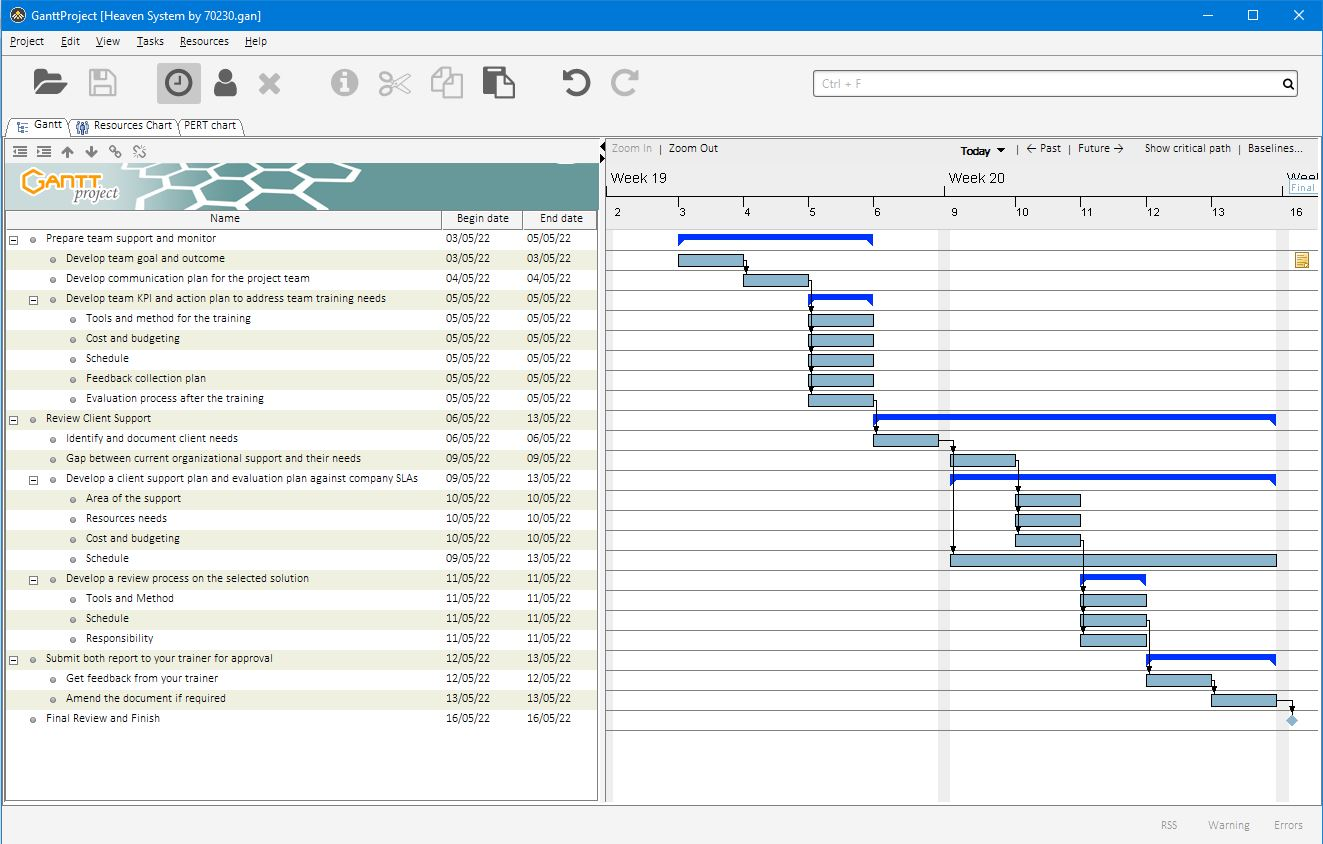 GanttProject [Heaven System by 70230.gan]
Project Edit View Tasks Resources Help
Ctrl + F
Gantt Resources Chart PERT chart
Zoom In | Zoom Out Today | ← Past | Future → Show critical path | Baselines...
GANTT project
Week 19 Week 20
Final
Name Begin date End date 2 3 4 5 6 9 10 11 12 13 16
Prepare team support and monitor 03/05/22 05/05/22
Develop team goal and outcome 03/05/22 03/05/22
Develop communication plan for the project team 04/05/22 04/05/22
Develop team KPI and action plan to address team training needs 05/05/22 05/05/22
Tools and method for the training 05/05/22 05/05/22
Cost and budgeting 05/05/22 05/05/22
Schedule 05/05/22 05/05/22
Feedback collection plan 05/05/22 05/05/22
Evaluation process after the training 05/05/22 05/05/22
Review Client Support 06/05/22 13/05/22
Identify and document client needs 06/05/22 06/05/22
Gap between current organizational support and their needs 09/05/22 09/05/22
Develop a client support plan and evaluation plan against company SLAs 09/05/22 13/05/22
Area of the support 10/05/22 10/05/22
Resources needs 10/05/22 10/05/22
Cost and budgeting 10/05/22 10/05/22
Schedule 09/05/22 13/05/22
Develop a review process on the selected solution 11/05/22 11/05/22
Tools and Method 11/05/22 11/05/22
Schedule 11/05/22 11/05/22
Responsibility 11/05/22 11/05/22
Submit both report to your trainer for approval 12/05/22 13/05/22
Get feedback from your trainer 12/05/22 12/05/22
Amend the document if required 13/05/22 13/05/22
Final Review and Finish 16/05/22 16/05/22
RSS Warning Errors